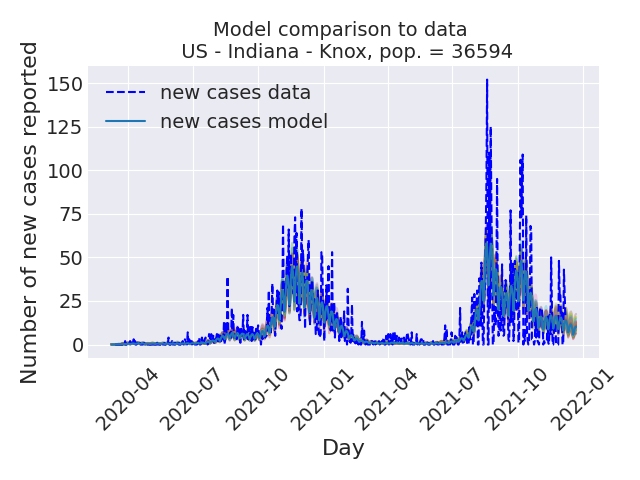 Model comparison to data
US - Indiana - Knox, pop. = 36594
Number of new cases reported
150
125
100
75
50
25
0
new cases data
new cases model
2020-04
2020-07
2020-10
2021-01
2021-04
2021-07
2021-10
2022-01
Day